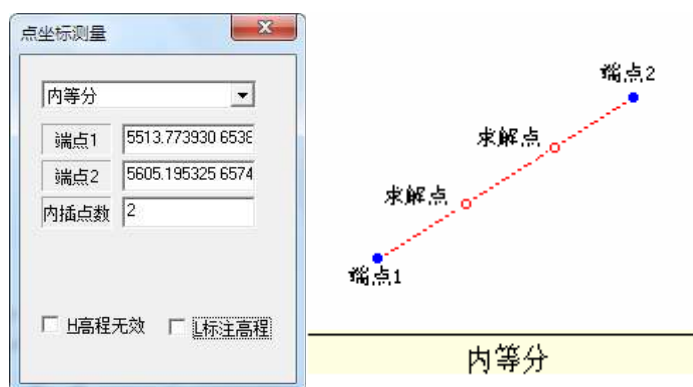 点坐标测量
内等分
端点1 5513.773930 6538
端点2 5605.195325 6574
内插点数 2
H高程无效 L标注高程
端点2
求解点
求解点
端点1
内等分